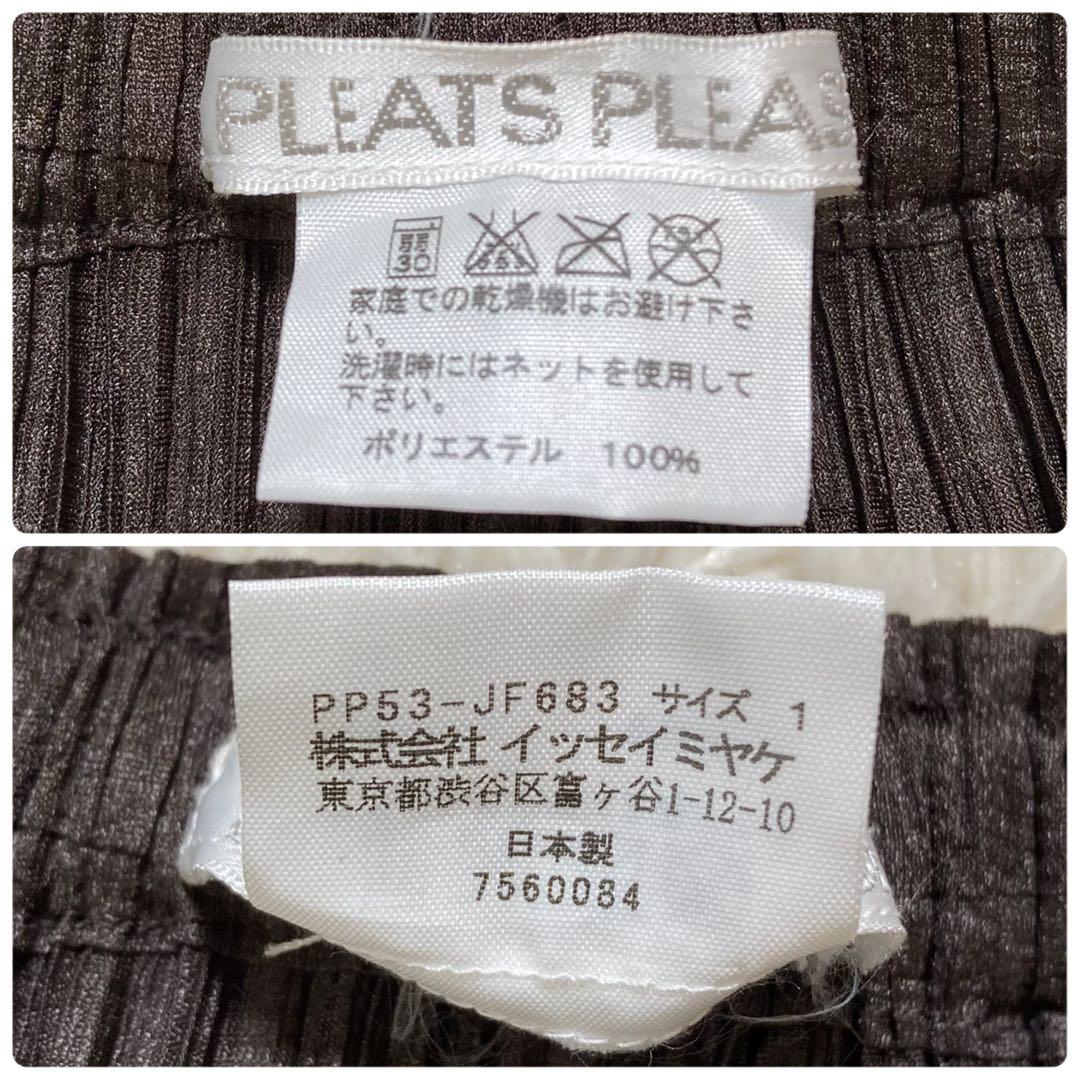 PLEATS PLEAS
弱
30
家庭での乾燥機はお避け下さ
い。
洗濯時にはネットを使用して
下さい。
ポリエステル 100%
PP53-JF683 サイズ 1
株式会社 イッセイミヤケ
東京都渋谷区富ヶ谷1-12-10
日本製
7560084